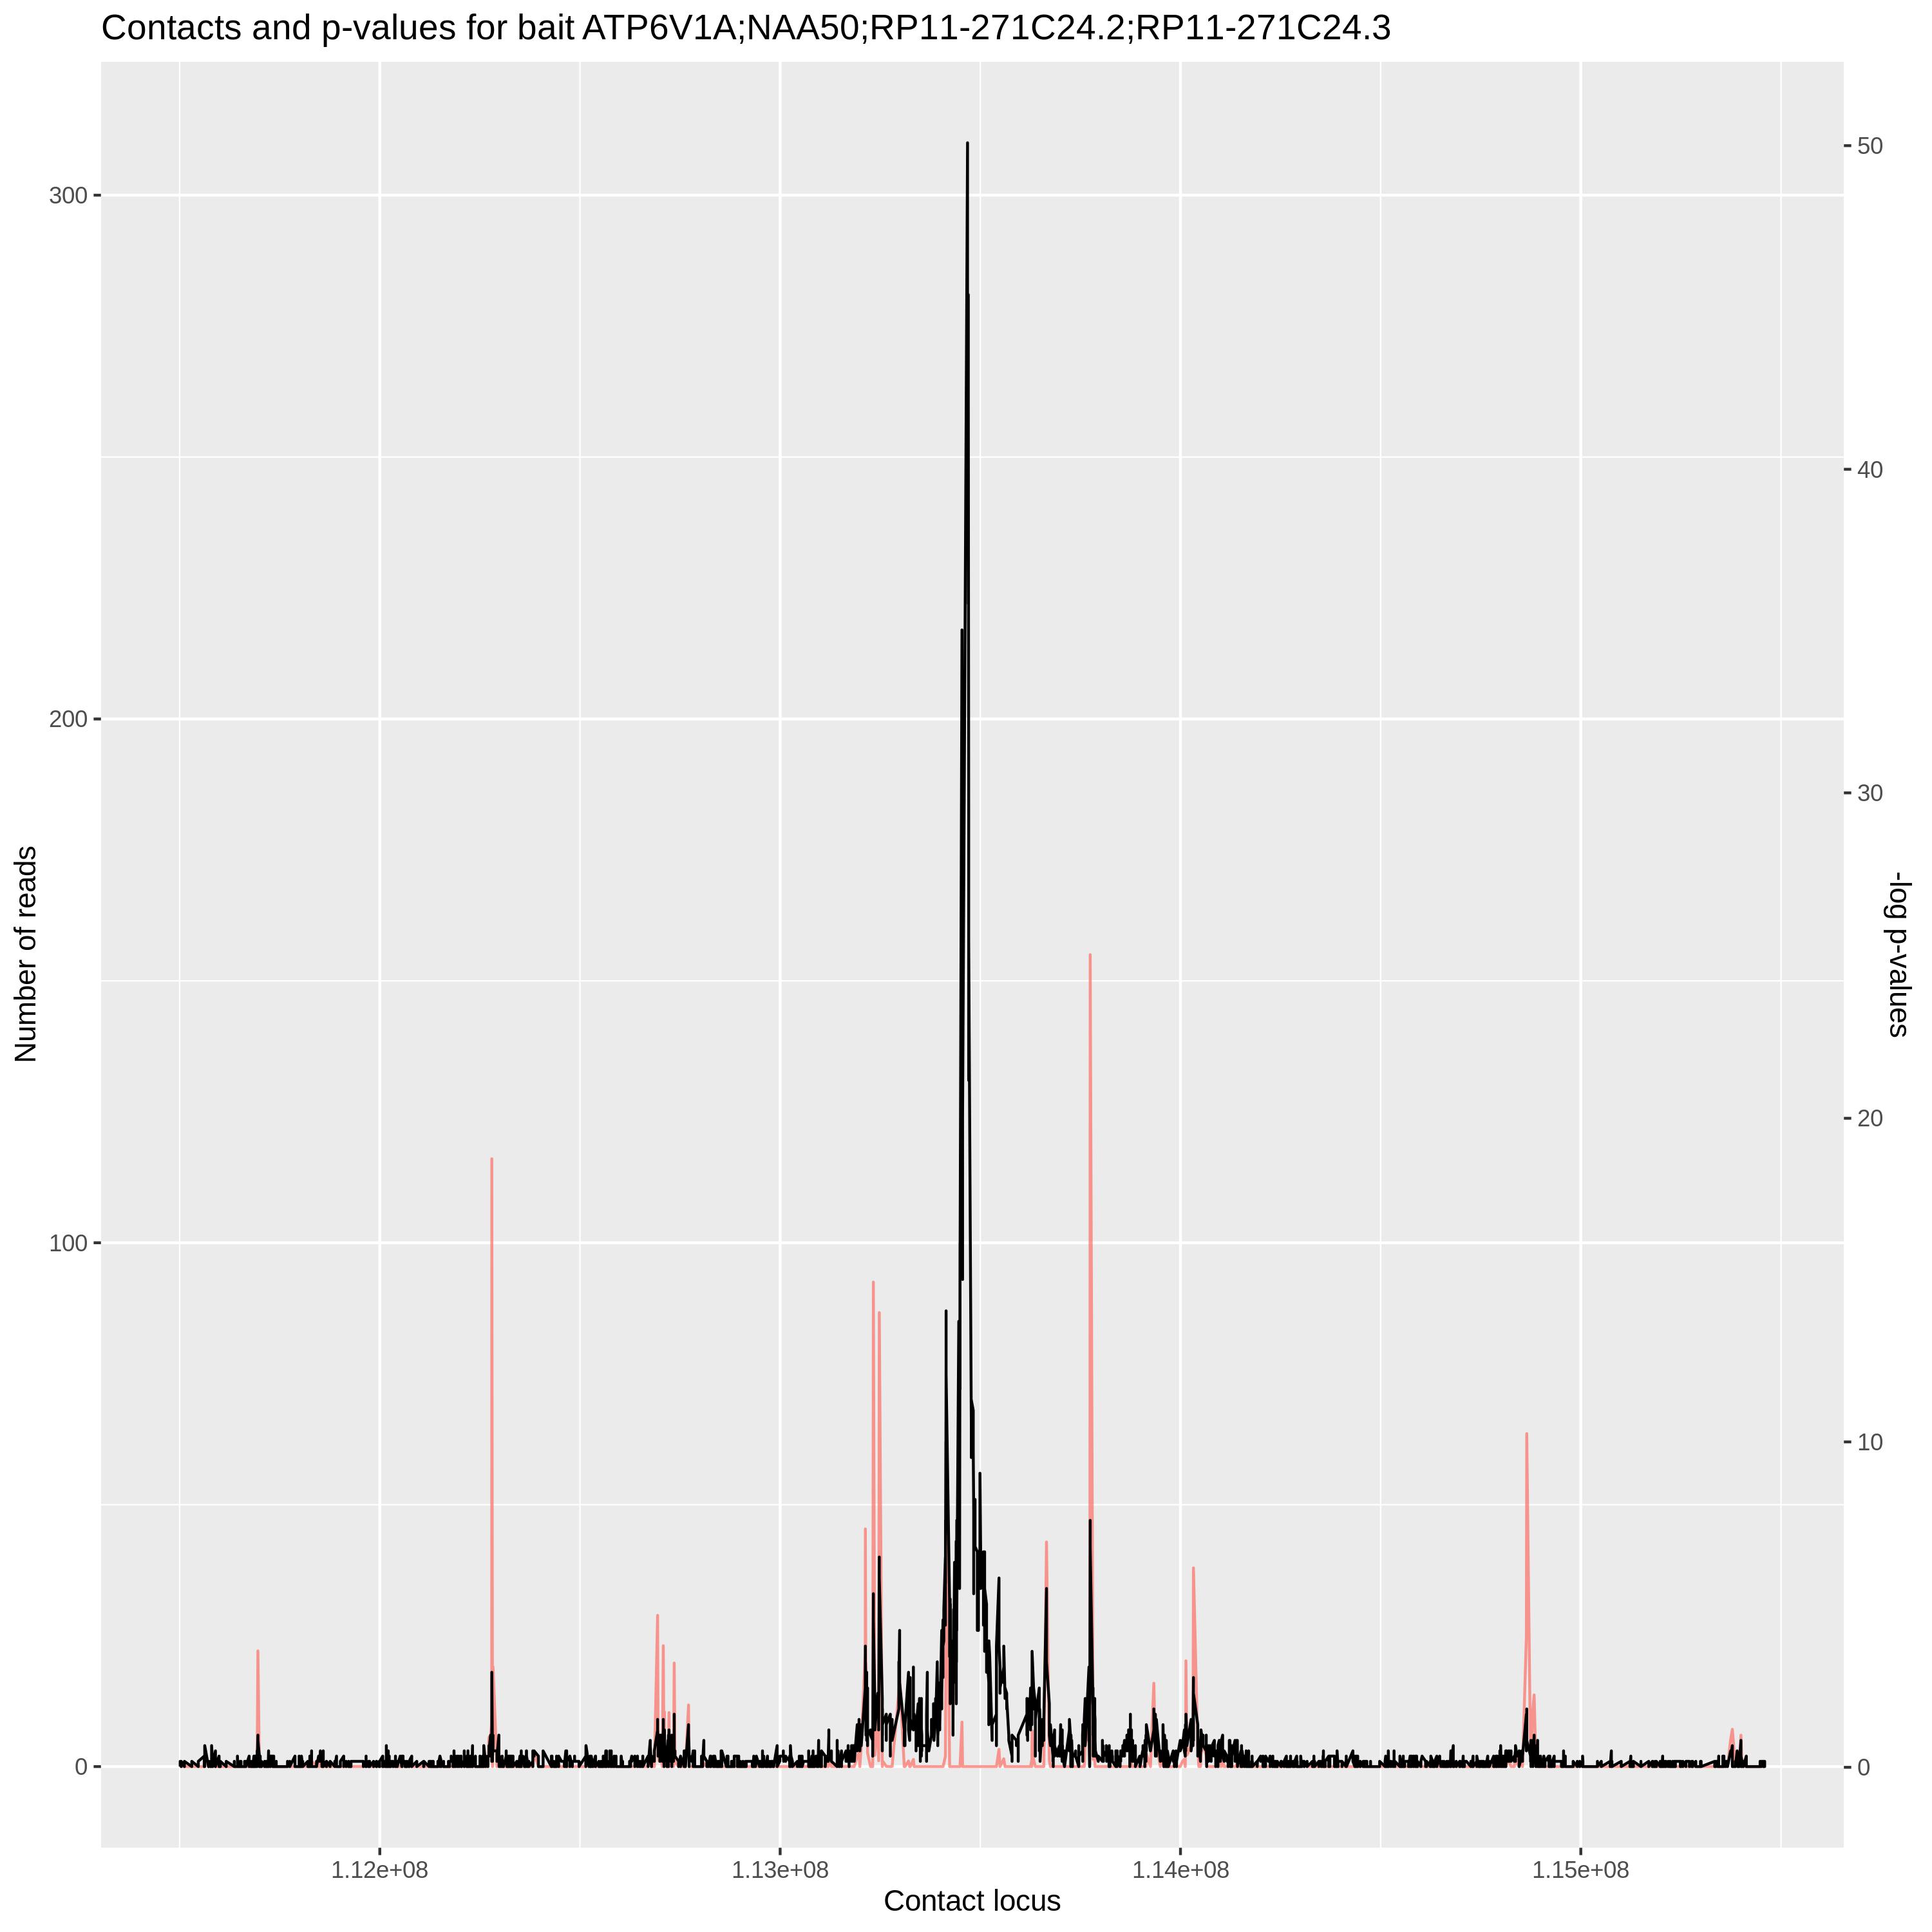 Contacts and p-values for bait ATP6V1A;NAA50;RP11-271C24.2;RP11-271C24.3
300
200
100
0
Number of reads
50
40
30
20
10
0
-log p-values
1.12e+08 1.13e+08 1.14e+08 1.15e+08
Contact locus